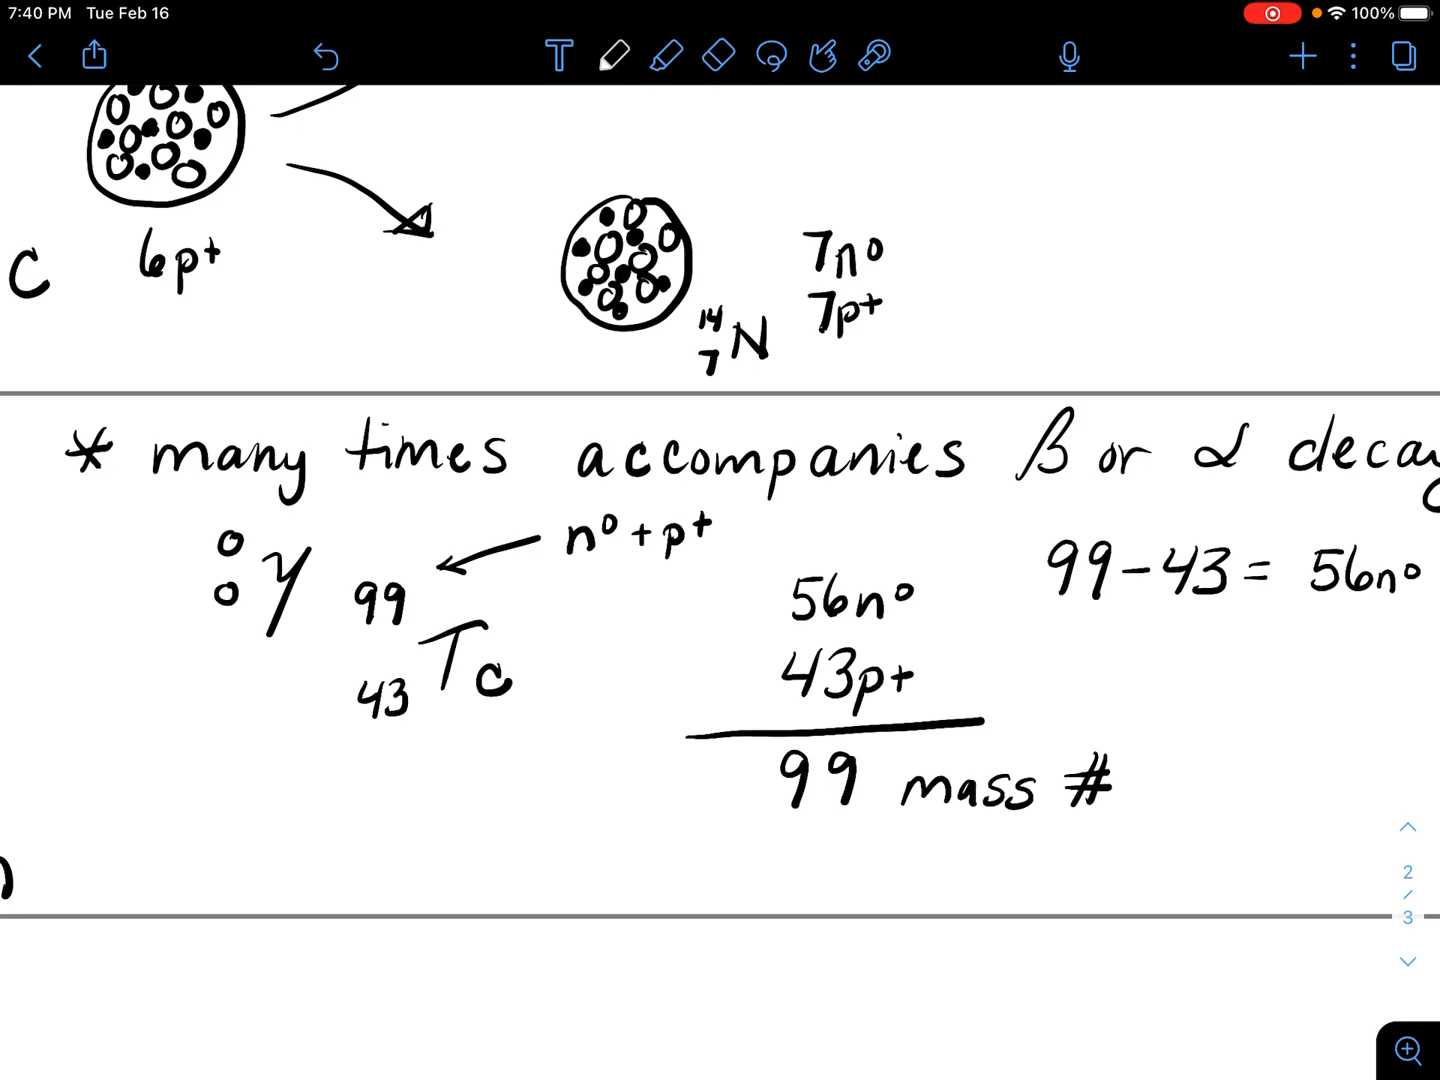 7:40 PM Tue Feb 16
100%
T
C
6p+
7n⁰
7p+
14
7 N
* many times accompanies β or α decay
0
0 γ
n⁰ + p+
99
43 Tc
56n⁰
43p+
99 mass #
99 - 43 = 56n⁰
2
/
3